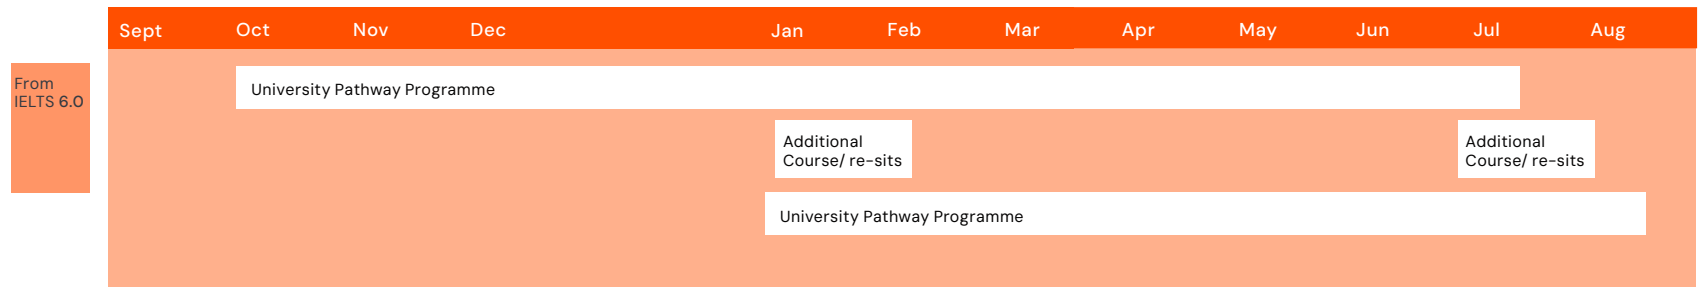 Sept Oct Nov Dec Jan Feb Mar Apr May Jun Jul Aug
From
IELTS 6.0
University Pathway Programme
Additional
Course/ re-sits
Additional
Course/ re-sits
University Pathway Programme